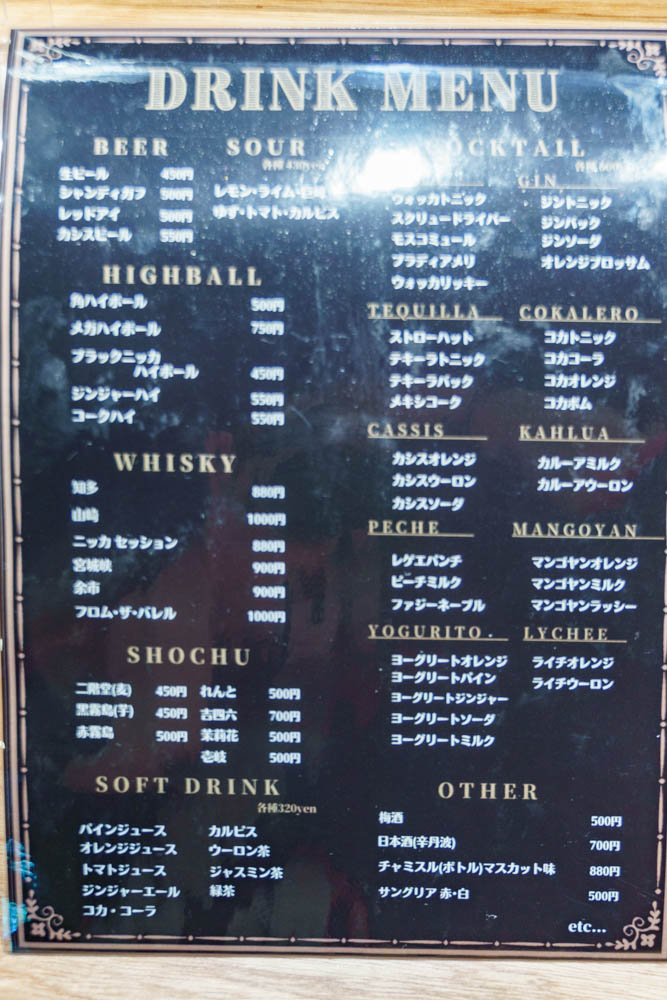 DRINK MENU
BEER
生ビール 450円
シャンディガフ 500円
レッドアイ 500円
カシスビール 550円
SOUR
各種 430yen
レモン・ライム・巨峰
ゆず・トマト・カルピス
HIGHBALL
角ハイボール 500円
メガハイボール 750円
ブラックニッカ
ハイボール 450円
ジンジャーハイ 550円
コークハイ 550円
WHISKY
知多 880円
山崎 1000円
ニッカ セッション 880円
宮城峡 900円
余市 900円
フロム・ザ・バレル 1000円
SHOCHU
二階堂(麦) 450円 れんと 500円
黒霧島(芋) 450円 吉四六 700円
赤霧島 500円 茉莉花 500円
壱岐 500円
SOFT DRINK
各種320yen
パインジュース カルピス
オレンジジュース ウーロン茶
トマトジュース ジャスミン茶
ジンジャーエール 緑茶
コカ・コーラ
COCKTAIL
ウォッカトニック
スクリュードライバー
モスコミュール
ブラディアメリ
ウォッカリッキー
GIN
ジントニック
ジンバック
ジンソーダ
オレンジブロッサム
TEQUILLA
ストローハット
テキーラトニック
テキーラバック
メキシコーク
COKALERO
コカトニック
コカコーラ
コカオレンジ
コカボム
CASSIS
カシスオレンジ
カシスウーロン
カシスソーダ
KAHLUA
カルーアミルク
カルーアウーロン
PECHE
レゲエパンチ
ピーチミルク
ファジーネーブル
MANGOYAN
マンゴヤンオレンジ
マンゴヤンミルク
マンゴヤンラッシー
YOGURITO
ヨーグリートオレンジ
ヨーグリートパイン
ヨーグリートジンジャー
ヨーグリートソーダ
ヨーグリートミルク
LYCHEE
ライチオレンジ
ライチウーロン
OTHER
梅酒 500円
日本酒(辛丹波) 700円
チャミスル(ボトル)マスカット味 880円
サングリア 赤・白 500円
etc...